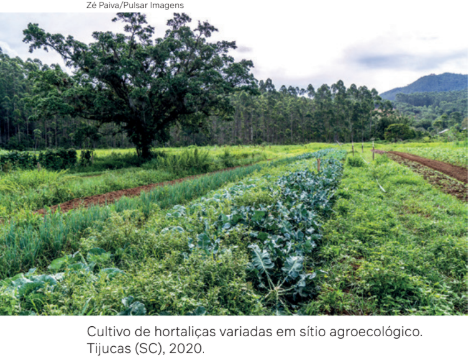 Zé Paiva/Pulsar Imagens
Cultivo de hortaliças variadas em sítio agroecológico.
Tijucas (SC), 2020.